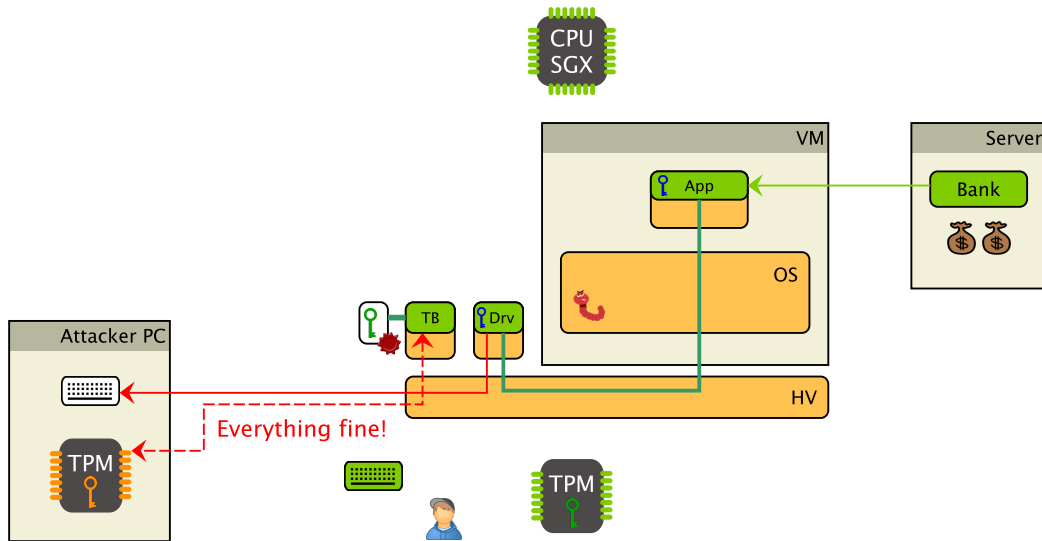 CPU
SGX
VM
Server
App
Bank
OS
TB
Drv
Attacker PC
HV
Everything fine!
TPM
TPM